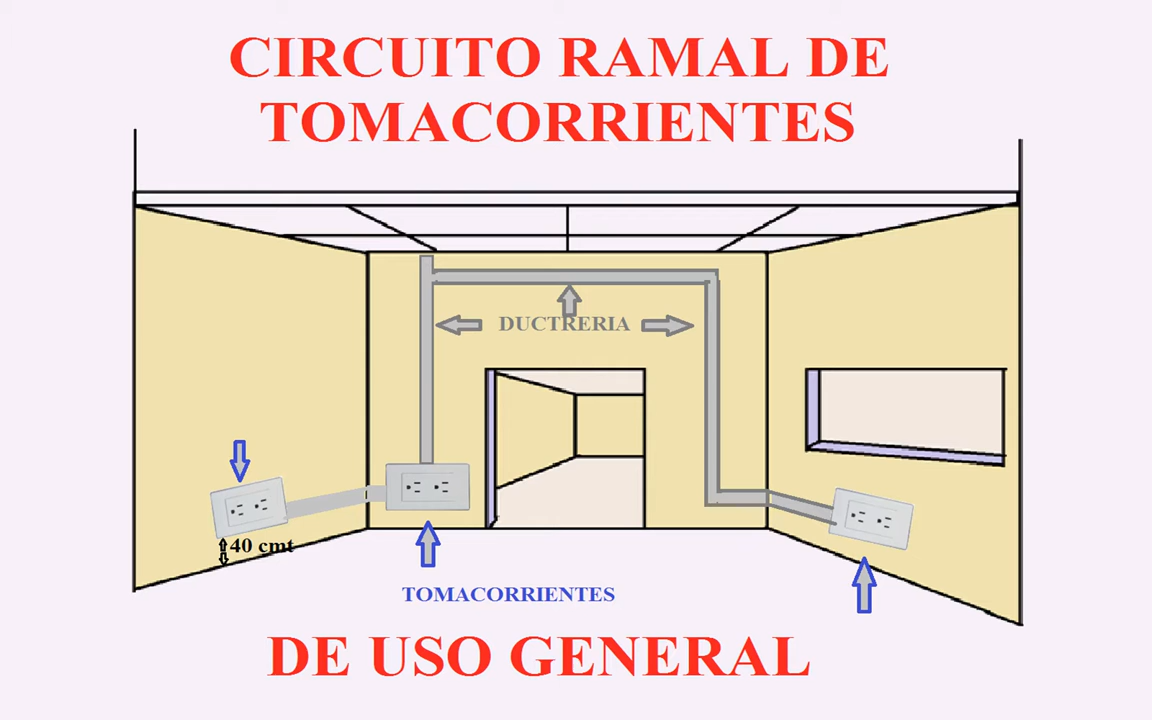 CIRCUITO RAMAL DE
TOMACORRIENTES
DUCTRERIA
40 cmt
TOMACORRIENTES
DE USO GENERAL